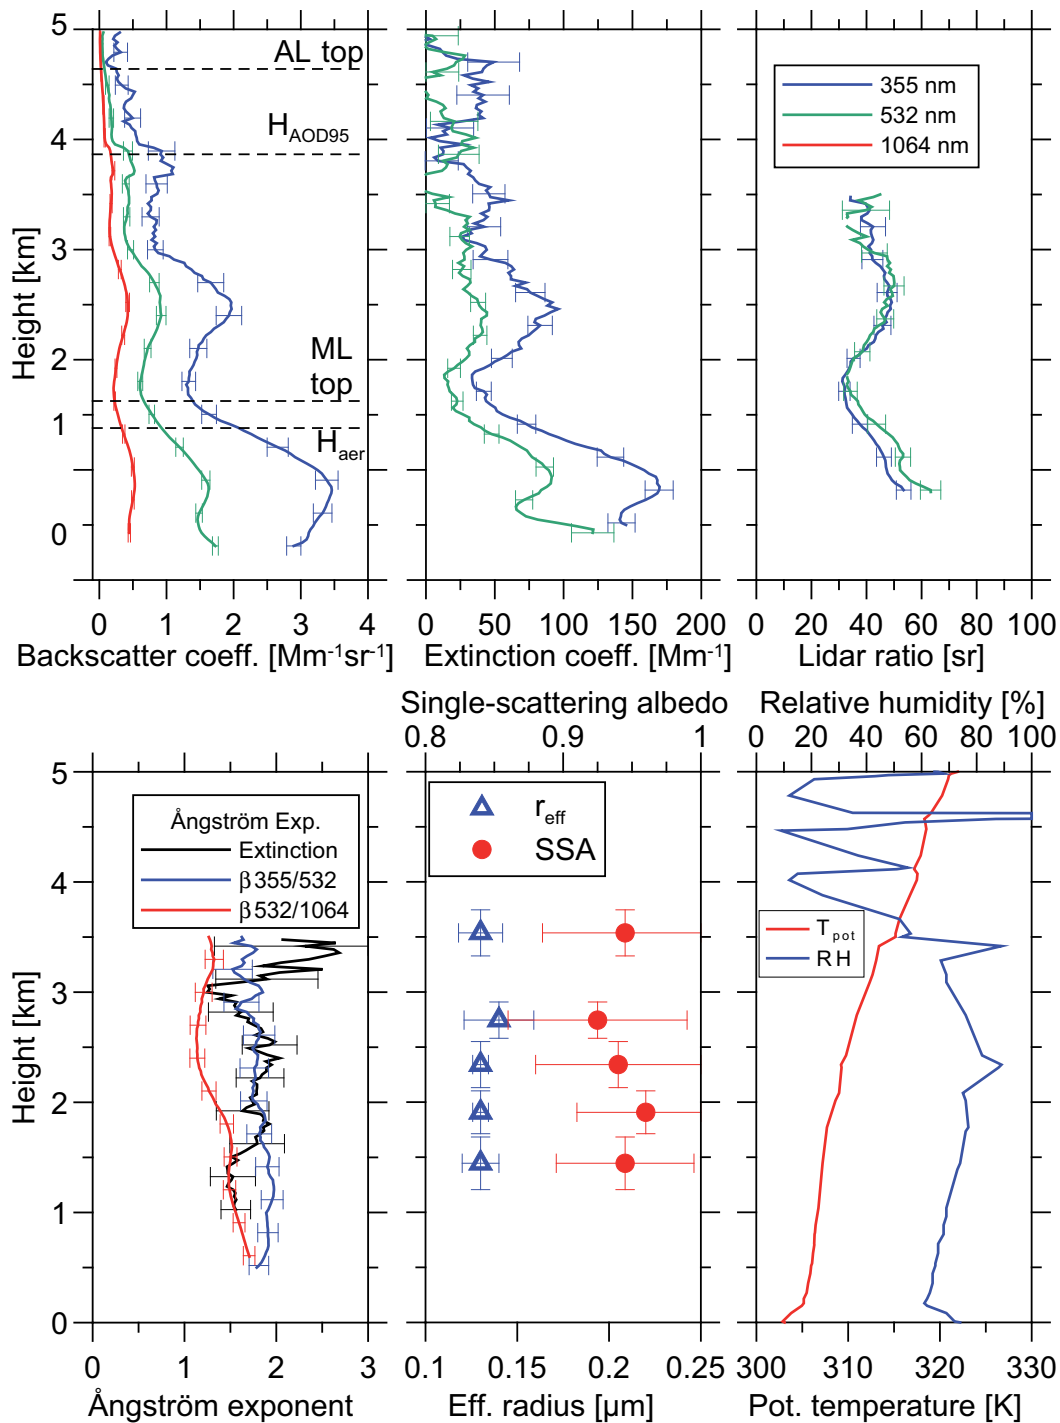 5
4
3
2
1
0
Height [km]
AL top
H_AOD95
ML
top
H_aer
0 1 2 3 4
Backscatter coeff. [Mm⁻¹sr⁻¹]
0 50 100 150 200
Extinction coeff. [Mm⁻¹]
355 nm
532 nm
1064 nm
0 20 40 60 80 100
Lidar ratio [sr]
5
4
3
2
1
0
Height [km]
Ångström Exp.
Extinction
β355/532
β532/1064
0 1 2 3
Ångström exponent
Single-scattering albedo
0.8 0.9 1
r_eff
SSA
0.1 0.15 0.2 0.25
Eff. radius [µm]
Relative humidity [%]
0 20 40 60 80 100
T_pot
RH
300 310 320 330
Pot. temperature [K]